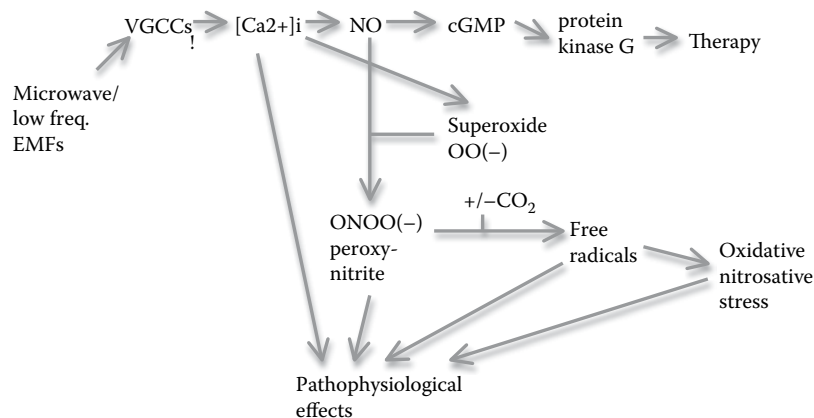 VGCCs
!
[Ca2+]i
NO
cGMP
protein
kinase G
Therapy
Microwave/
low freq.
EMFs
Superoxide
OO(–)
+/–CO₂
ONOO(–)
peroxy-
nitrite
Free
radicals
Oxidative
nitrosative
stress
Pathophysiological
effects